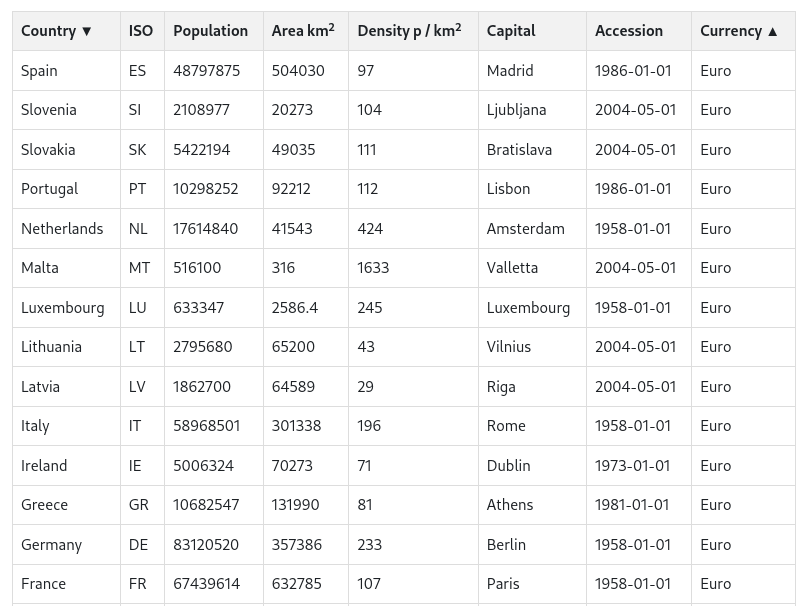 Country ▼ ISO Population Area km² Density p / km² Capital Accession Currency ▲
Spain ES 48797875 504030 97 Madrid 1986-01-01 Euro
Slovenia SI 2108977 20273 104 Ljubljana 2004-05-01 Euro
Slovakia SK 5422194 49035 111 Bratislava 2004-05-01 Euro
Portugal PT 10298252 92212 112 Lisbon 1986-01-01 Euro
Netherlands NL 17614840 41543 424 Amsterdam 1958-01-01 Euro
Malta MT 516100 316 1633 Valletta 2004-05-01 Euro
Luxembourg LU 633347 2586.4 245 Luxembourg 1958-01-01 Euro
Lithuania LT 2795680 65200 43 Vilnius 2004-05-01 Euro
Latvia LV 1862700 64589 29 Riga 2004-05-01 Euro
Italy IT 58968501 301338 196 Rome 1958-01-01 Euro
Ireland IE 5006324 70273 71 Dublin 1973-01-01 Euro
Greece GR 10682547 131990 81 Athens 1981-01-01 Euro
Germany DE 83120520 357386 233 Berlin 1958-01-01 Euro
France FR 67439614 632785 107 Paris 1958-01-01 Euro